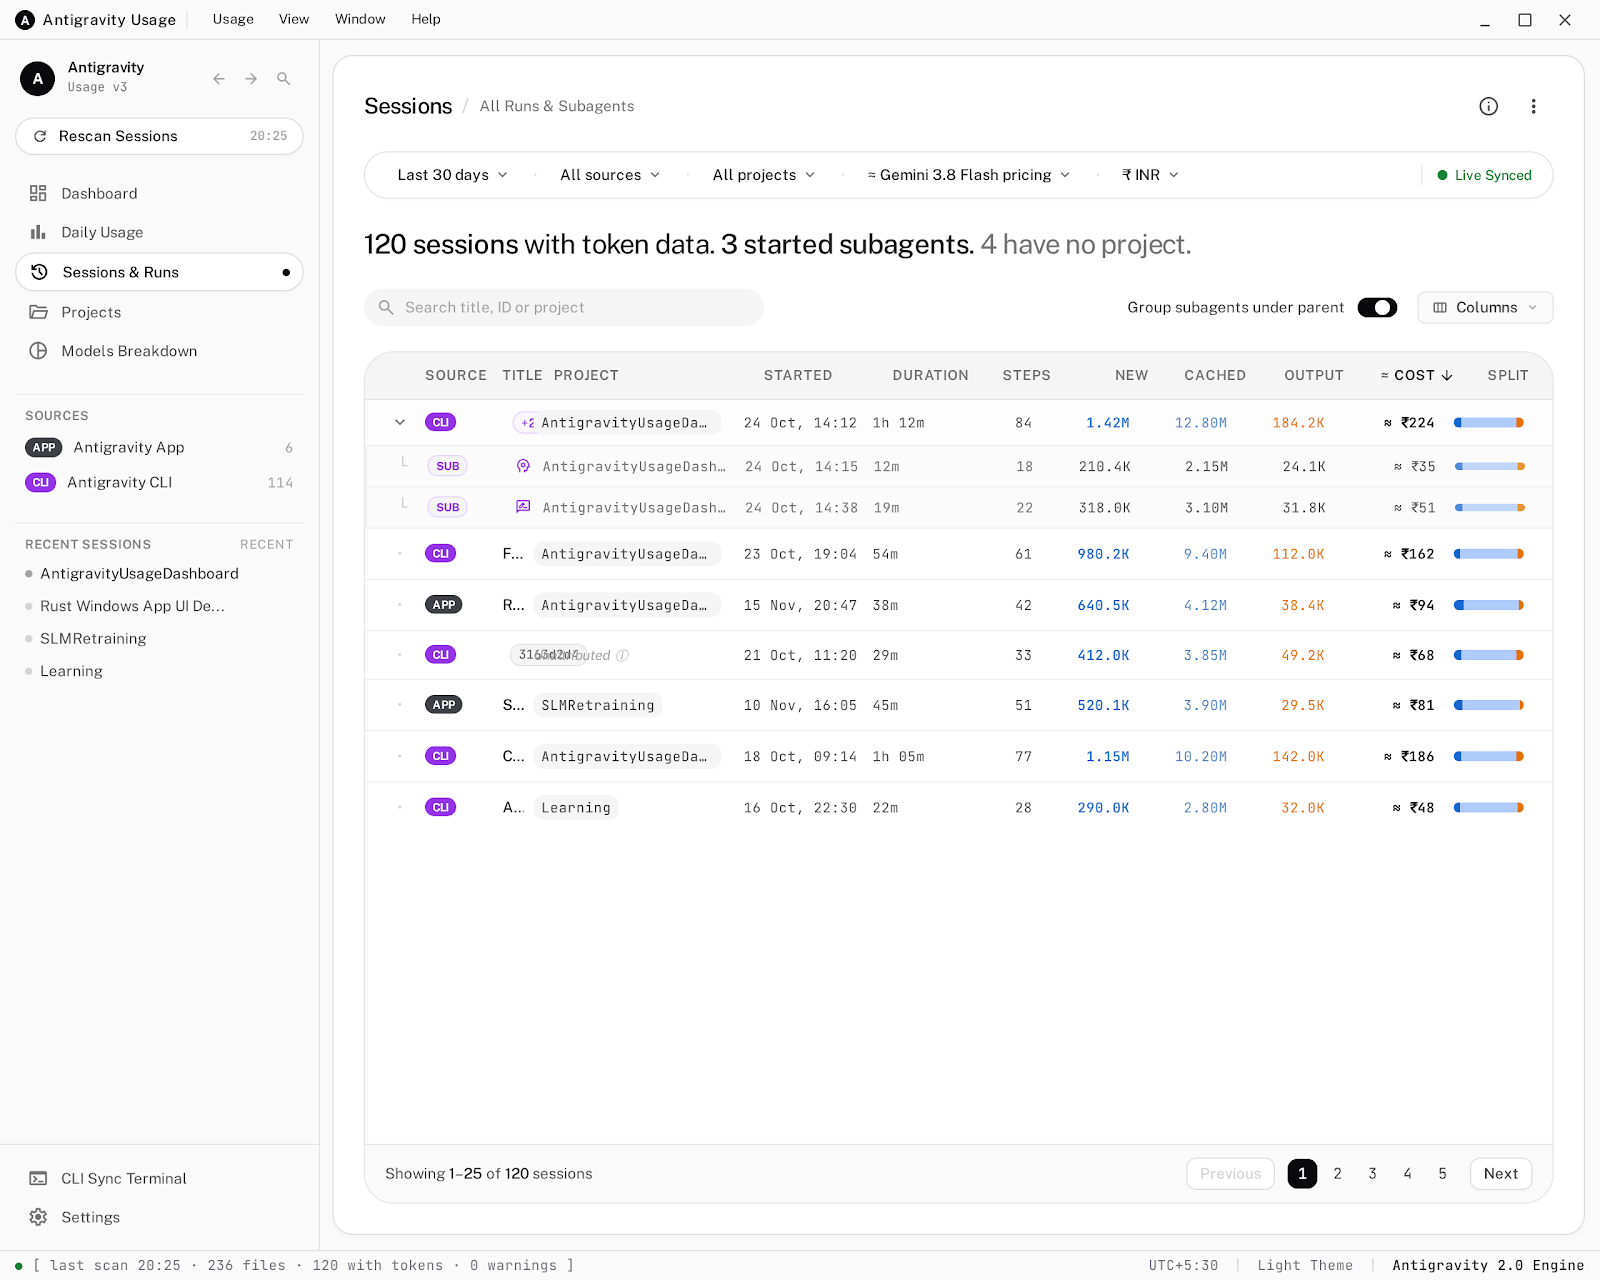 A Antigravity Usage Usage View Window Help
A Antigravity
Usage v3
Rescan Sessions 20:25
Dashboard
Daily Usage
Sessions & Runs
Projects
Models Breakdown
SOURCES
APP Antigravity App 6
CLI Antigravity CLI 114
RECENT SESSIONS RECENT
AntigravityUsageDashboard
Rust Windows App UI De...
SLMRetraining
Learning
CLI Sync Terminal
Settings
Sessions / All Runs & Subagents
Last 30 days · All sources · All projects · ≈ Gemini 3.8 Flash pricing · ₹ INR Live Synced
120 sessions with token data. 3 started subagents. 4 have no project.
Search title, ID or project Group subagents under parent Columns
SOURCE TITLE PROJECT STARTED DURATION STEPS NEW CACHED OUTPUT ≈ COST ↓ SPLIT
CLI +2 AntigravityUsageDa… 24 Oct, 14:12 1h 12m 84 1.42M 12.80M 184.2K ≈ ₹224
└ SUB AntigravityUsageDash… 24 Oct, 14:15 12m 18 210.4K 2.15M 24.1K ≈ ₹35
└ SUB AntigravityUsageDash… 24 Oct, 14:38 19m 22 318.0K 3.10M 31.8K ≈ ₹51
· CLI F... AntigravityUsageDa… 23 Oct, 19:04 54m 61 980.2K 9.40M 112.0K ≈ ₹162
· APP R... AntigravityUsageDa… 15 Nov, 20:47 38m 42 640.5K 4.12M 38.4K ≈ ₹94
· CLI 21 Oct, 11:20 29m 33 412.0K 3.85M 49.2K ≈ ₹68
· APP S... SLMRetraining 10 Nov, 16:05 45m 51 520.1K 3.90M 29.5K ≈ ₹81
· CLI C... AntigravityUsageDa… 18 Oct, 09:14 1h 05m 77 1.15M 10.20M 142.0K ≈ ₹186
· CLI A... Learning 16 Oct, 22:30 22m 28 290.0K 2.80M 32.0K ≈ ₹48
Showing 1–25 of 120 sessions Previous 1 2 3 4 5 Next
[ last scan 20:25 · 236 files · 120 with tokens · 0 warnings ] UTC+5:30 | Light Theme | Antigravity 2.0 Engine